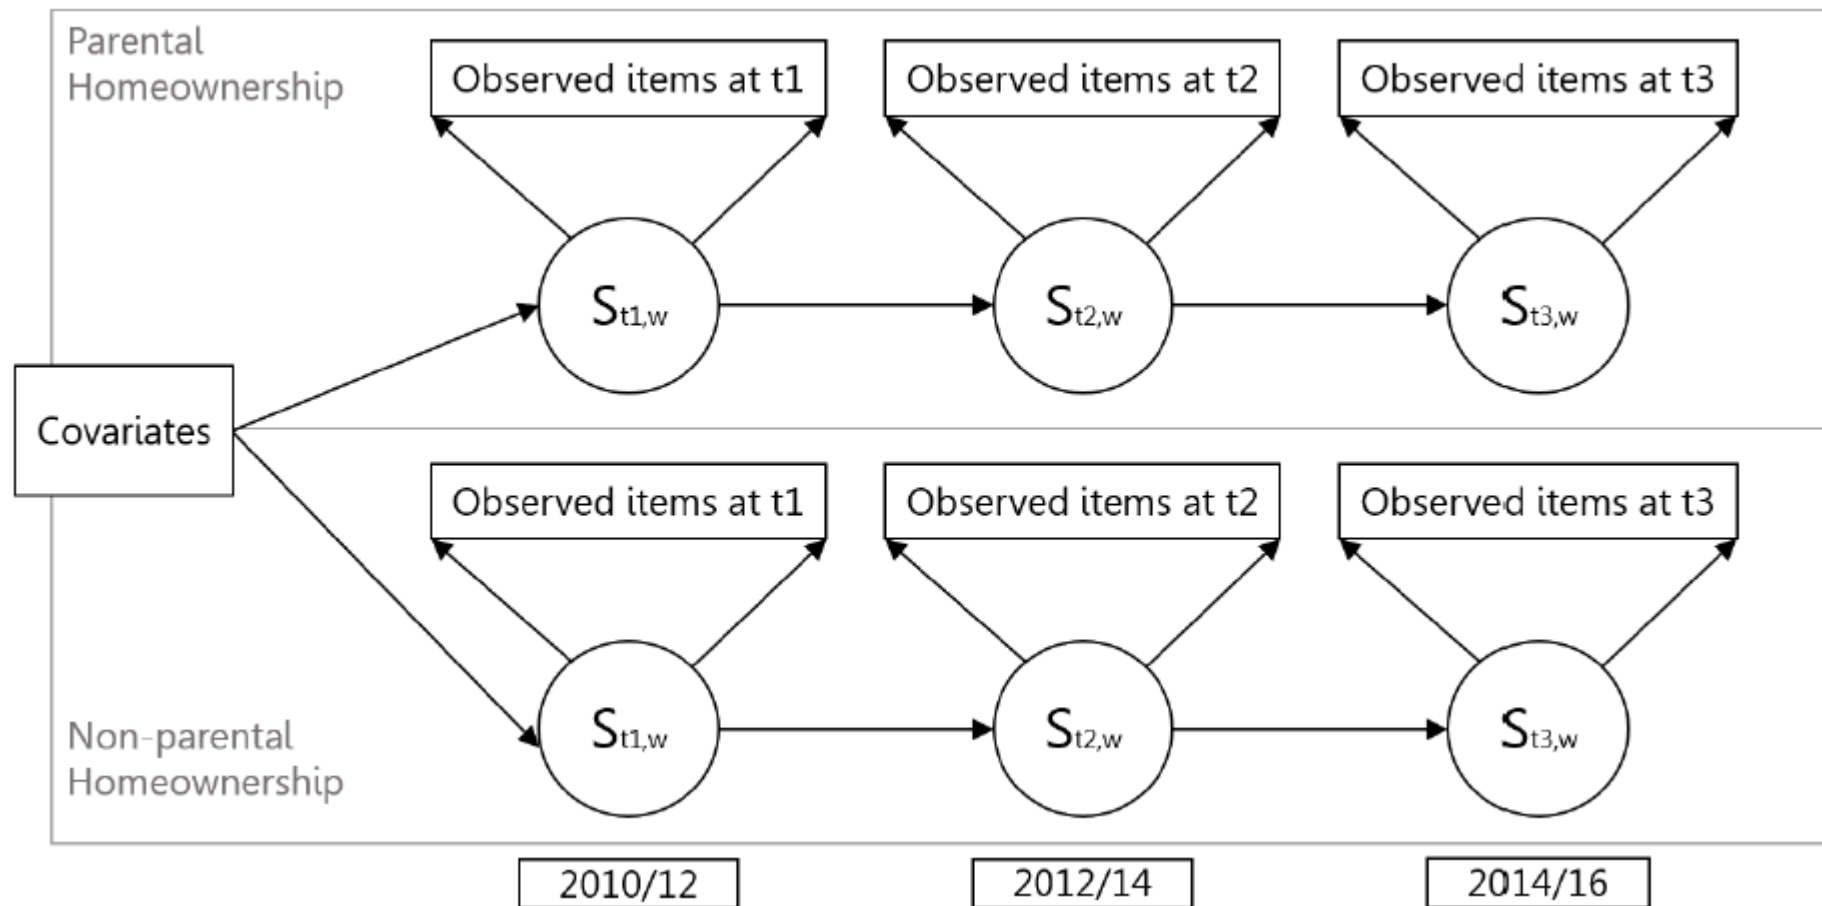 Parental
Homeownership
Observed items at t1
Observed items at t2
Observed items at t3
St1,w
St2,w
St3,w
Covariates
Observed items at t1
Observed items at t2
Observed items at t3
St1,w
St2,w
St3,w
Non-parental
Homeownership
2010/12
2012/14
2014/16